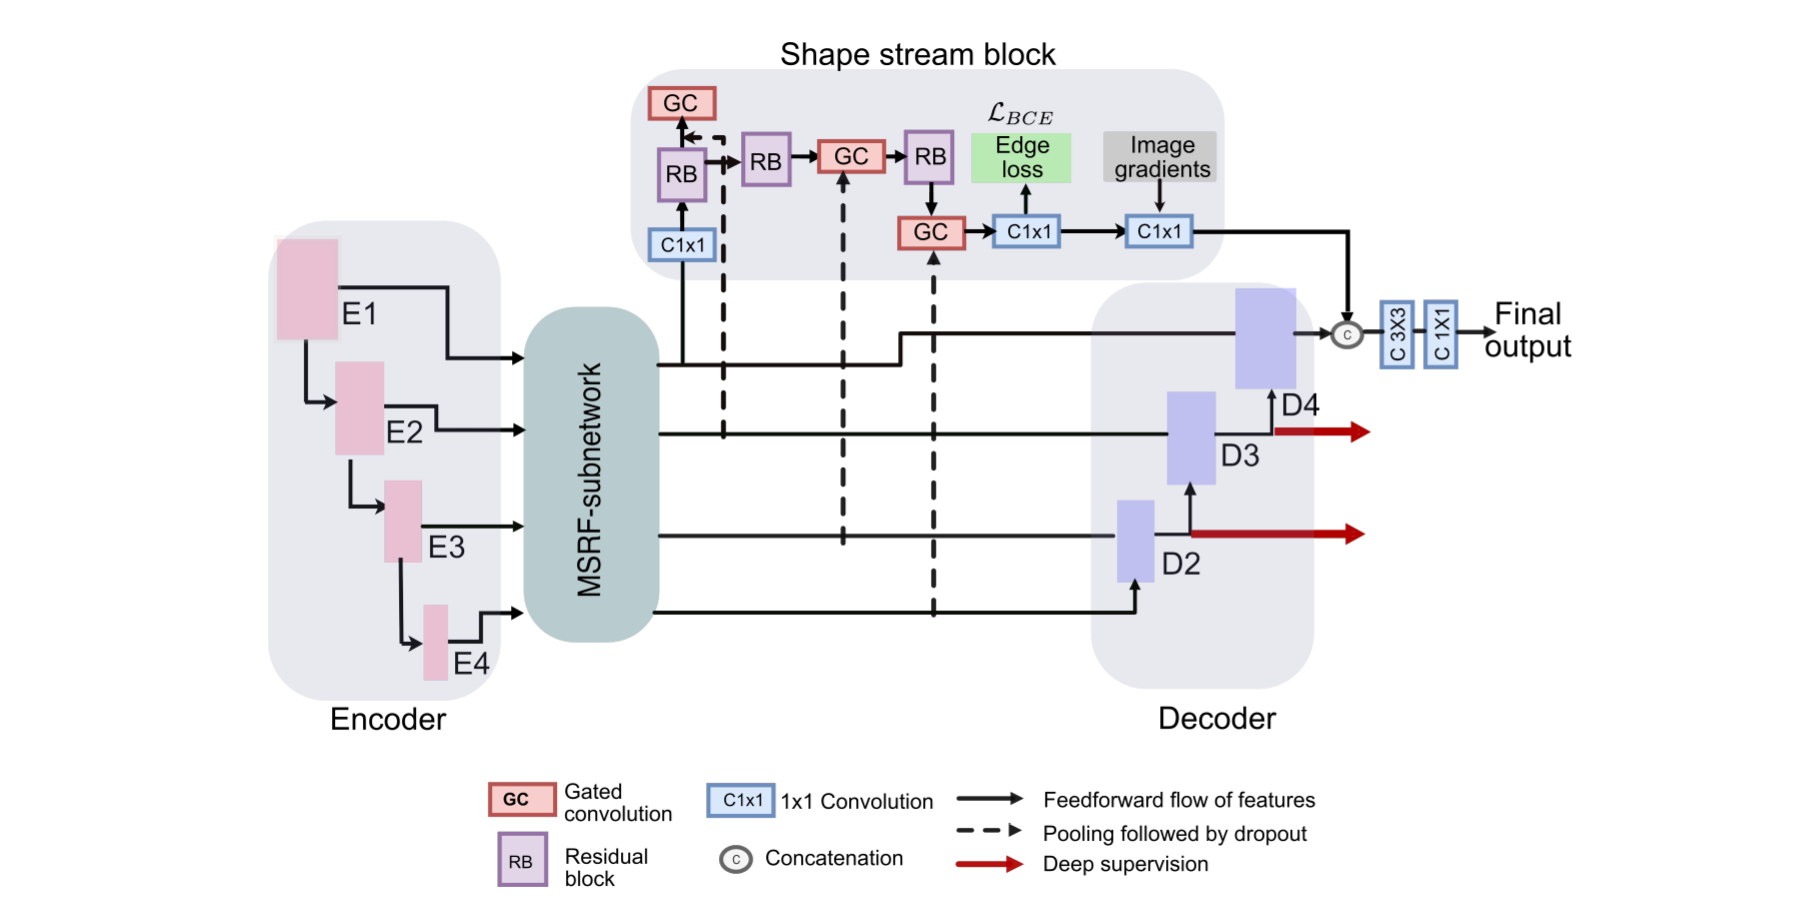 Shape stream block
GC
ℒBCE
RB
RB
GC
RB
Edge
loss
Image
gradients
C1x1
GC
C1x1
C1x1
E1
E2
E3
E4
Encoder
MSRF-subnetwork
D4
D3
D2
Decoder
c
C 3X3
C 1X1
Final
output
GC
Gated
convolution
C1x1
1x1 Convolution
Feedforward flow of features
Pooling followed by dropout
RB
Residual
block
c
Concatenation
Deep supervision